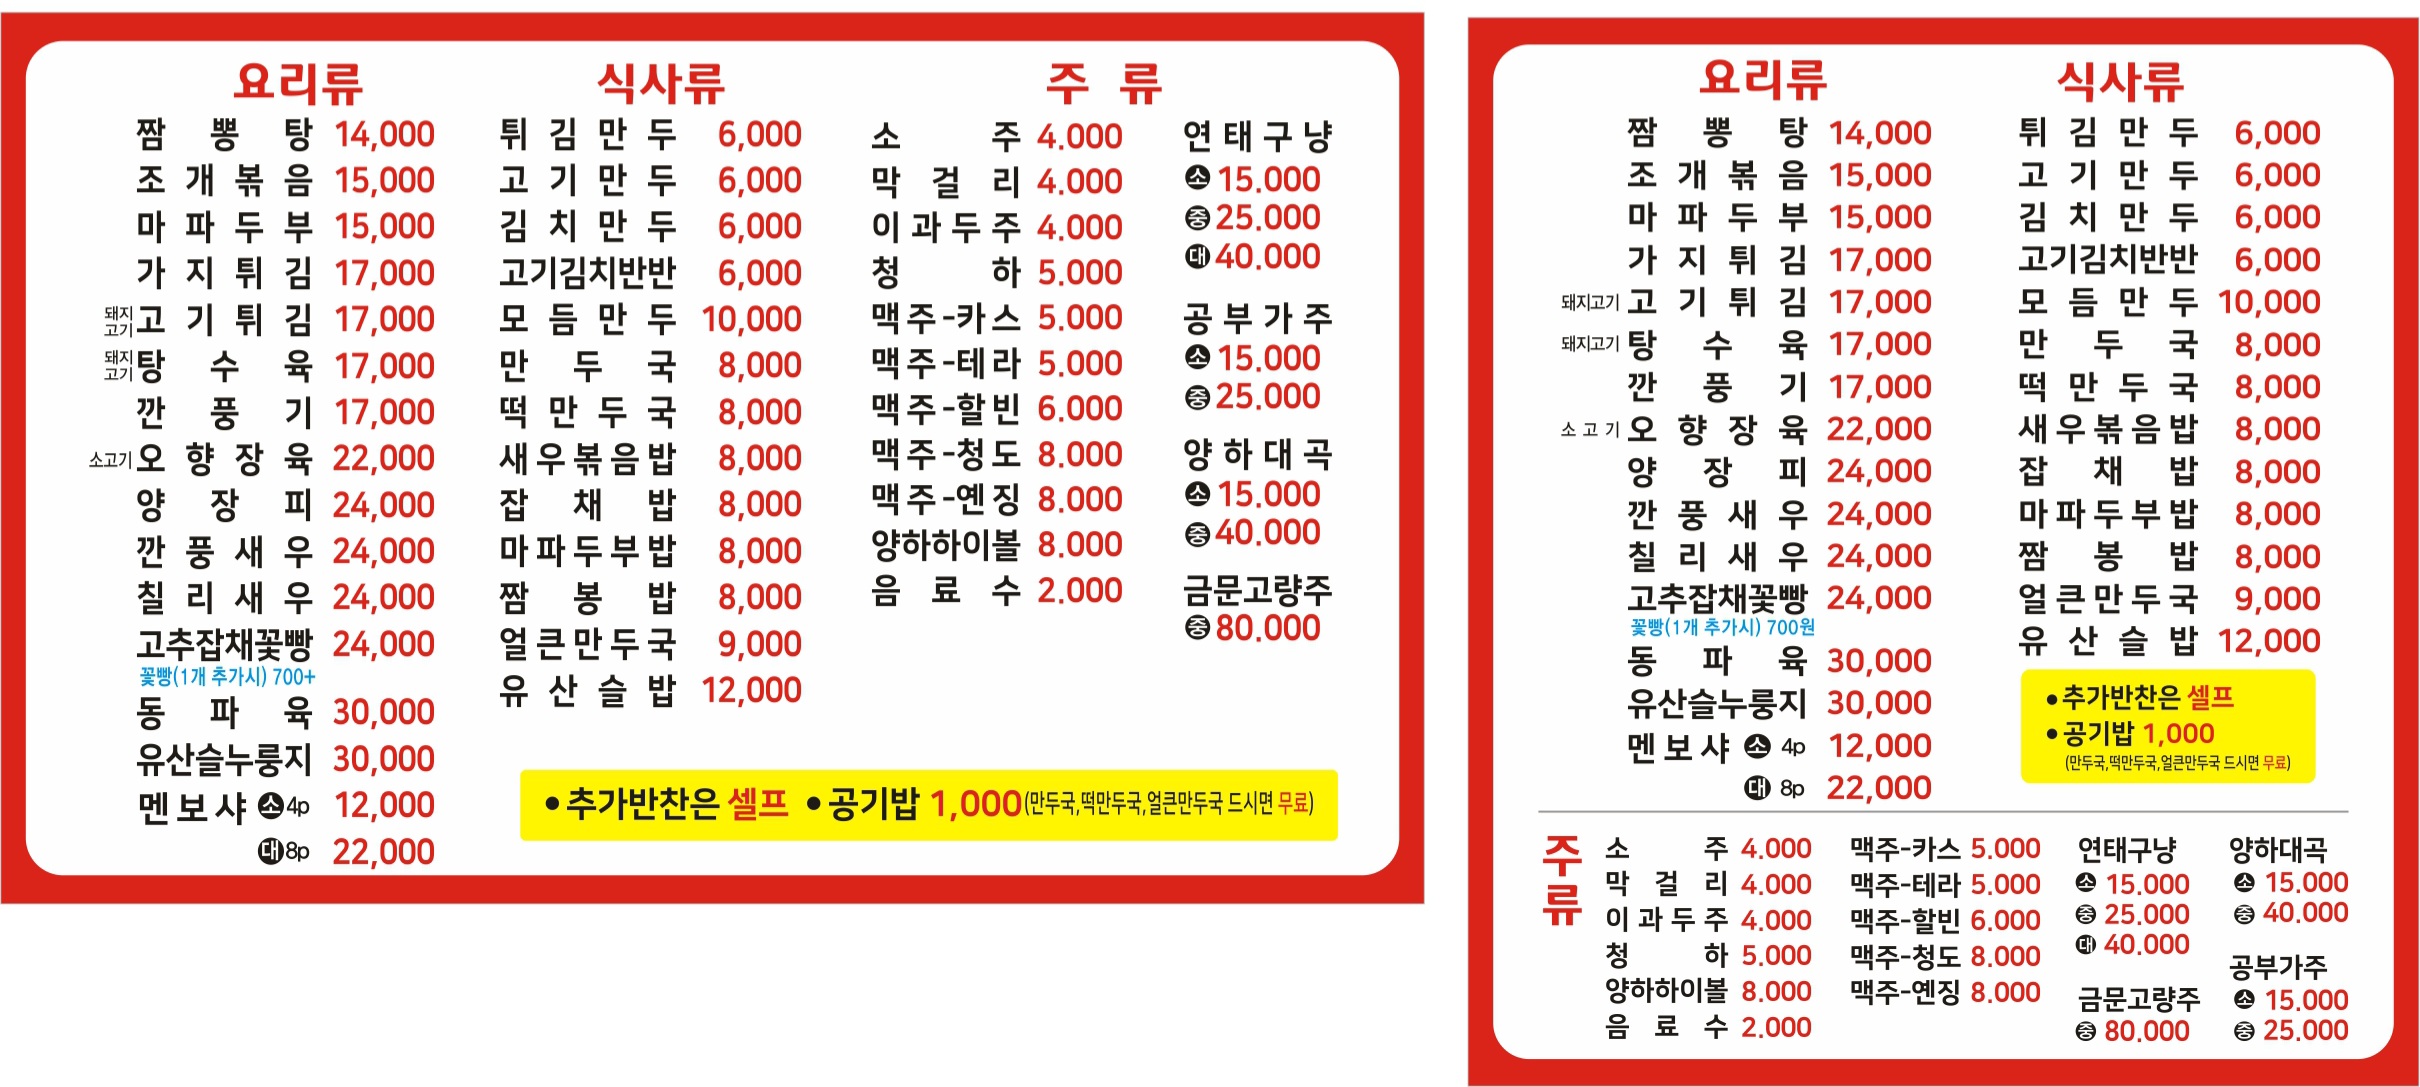 요리류
짬뽕탕 14,000
조개볶음 15,000
마파두부 15,000
가지튀김 17,000
돼지고기 고기튀김 17,000
돼지고기 탕수육 17,000
깐풍기 17,000
소고기 오향장육 22,000
양장피 24,000
깐풍새우 24,000
칠리새우 24,000
고추잡채꽃빵 24,000
꽃빵(1개 추가시) 700+
동파육 30,000
유산슬누룽지 30,000
멘보샤 소 4p 12,000
대 8p 22,000
식사류
튀김만두 6,000
고기만두 6,000
김치만두 6,000
고기김치반반 6,000
모듬만두 10,000
만두국 8,000
떡만두국 8,000
새우볶음밥 8,000
잡채밥 8,000
마파두부밥 8,000
짬봉밥 8,000
얼큰만두국 9,000
유산슬밥 12,000
주류
소주 4.000
막걸리 4.000
이과두주 4.000
청하 5.000
맥주-카스 5.000
맥주-테라 5.000
맥주-할빈 6.000
맥주-청도 8.000
맥주-옌징 8.000
양하하이볼 8.000
음료수 2.000
연태구냥
소 15.000
중 25.000
대 40.000
공부가주
소 15.000
중 25.000
양하대곡
소 15.000
중 40.000
금문고량주
중 80.000
• 추가반찬은 셀프 • 공기밥 1,000(만두국,떡만두국,얼큰만두국 드시면 무료)
요리류
짬뽕탕 14,000
조개볶음 15,000
마파두부 15,000
가지튀김 17,000
돼지고기 고기튀김 17,000
돼지고기 탕수육 17,000
깐풍기 17,000
소고기 오향장육 22,000
양장피 24,000
깐풍새우 24,000
칠리새우 24,000
고추잡채꽃빵 24,000
꽃빵(1개 추가시) 700원
동파육 30,000
유산슬누룽지 30,000
멘보샤 소 4p 12,000
대 8p 22,000
식사류
튀김만두 6,000
고기만두 6,000
김치만두 6,000
고기김치반반 6,000
모듬만두 10,000
만두국 8,000
떡만두국 8,000
새우볶음밥 8,000
잡채밥 8,000
마파두부밥 8,000
짬봉밥 8,000
얼큰만두국 9,000
유산슬밥 12,000
• 추가반찬은 셀프
• 공기밥 1,000
(만두국,떡만두국,얼큰만두국 드시면 무료)
주류
소주 4.000
막걸리 4.000
이과두주 4.000
청하 5.000
양하하이볼 8.000
음료수 2.000
맥주-카스 5.000
맥주-테라 5.000
맥주-할빈 6.000
맥주-청도 8.000
맥주-옌징 8.000
연태구냥
소 15.000
중 25.000
대 40.000
금문고량주
중 80.000
양하대곡
소 15.000
중 40.000
공부가주
소 15.000
중 25.000